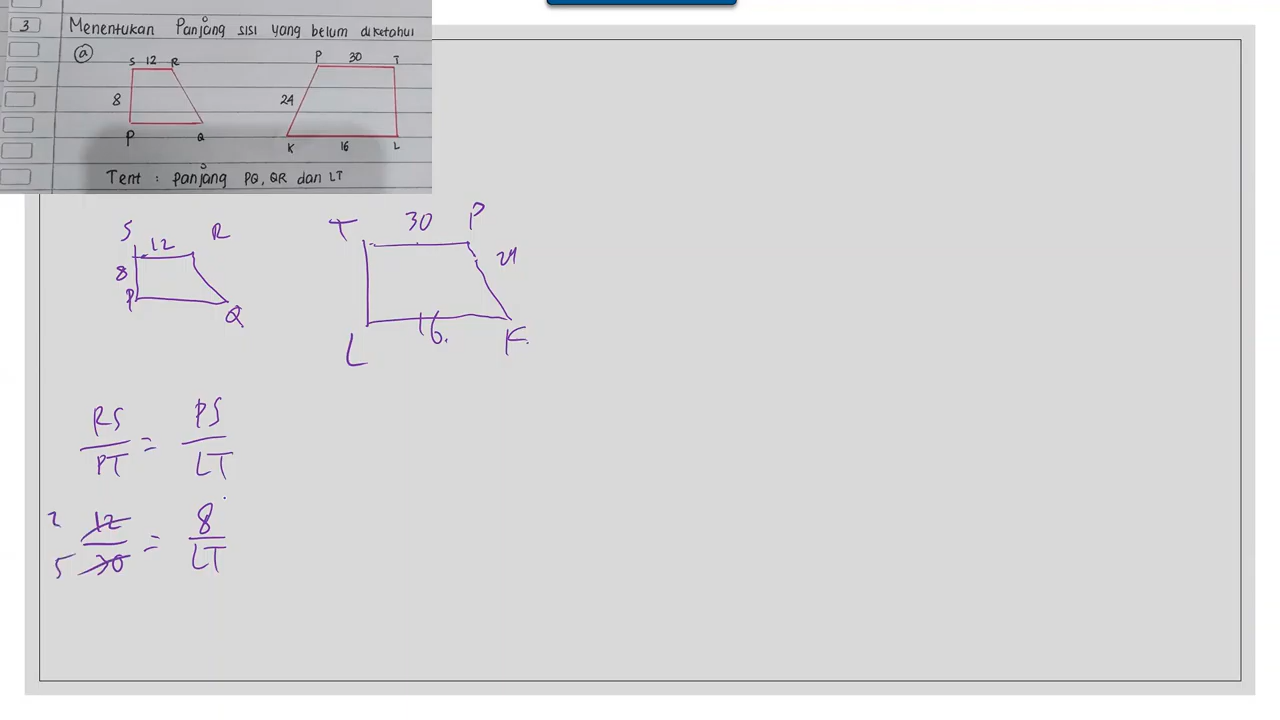 3 Menentukan Panjang sisi yang belum diketahui
a
S 12 R
P 30 T
8
24
P Q
K 16 L
Tent : panjang PQ, QR dan LT
S 12 R
8
P Q
T 30 P
24
L 16. K
RS/PT = PS/LT
2 12
5 30 = 8/LT